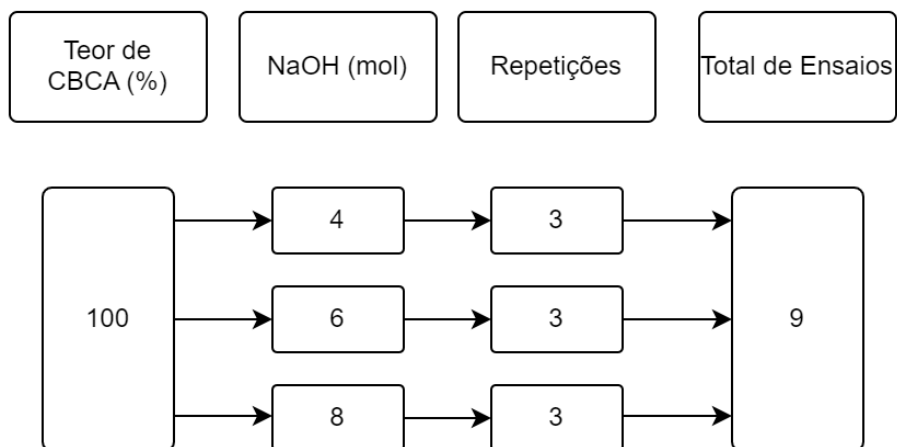 Teor de
CBCA (%)
NaOH (mol)
Repetições
Total de Ensaios
100
4
3
6
3
8
3
9